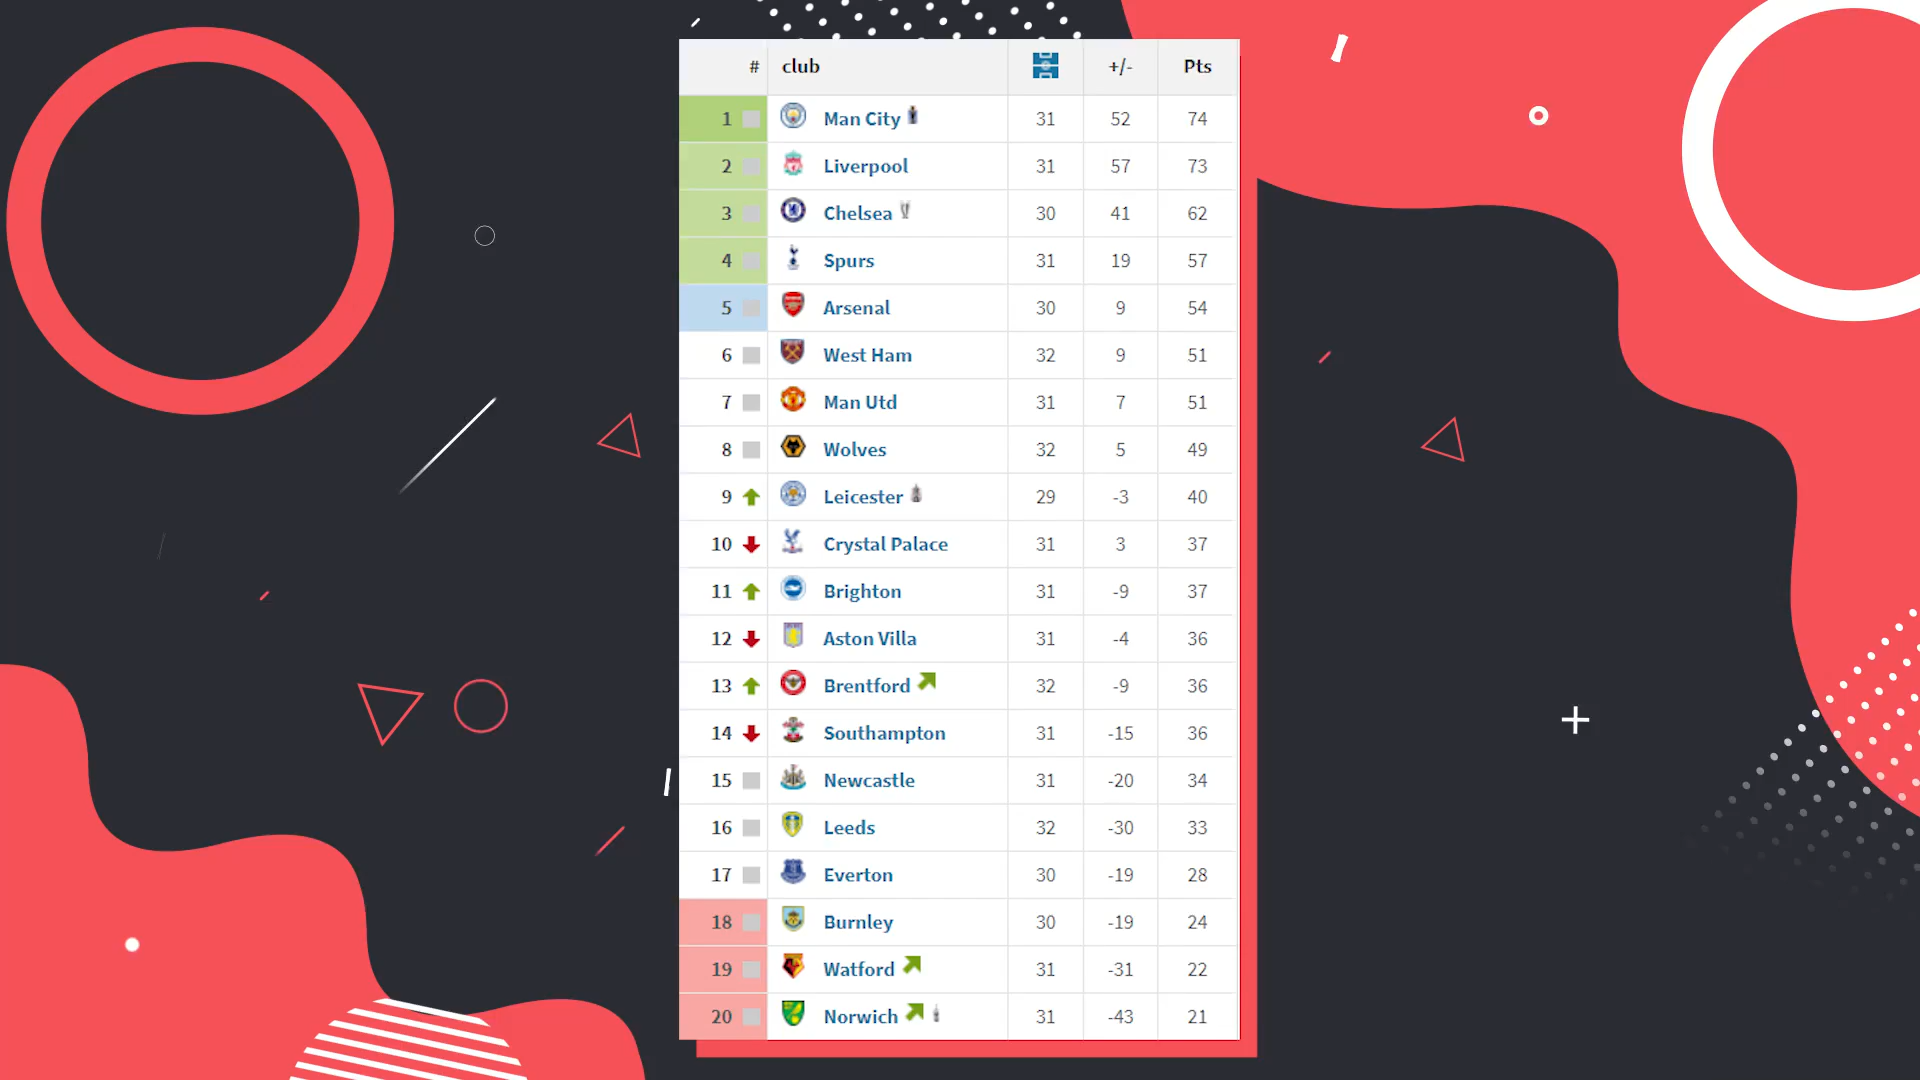 # club +/- Pts
1 Man City 31 52 74
2 Liverpool 31 57 73
3 Chelsea 30 41 62
4 Spurs 31 19 57
5 Arsenal 30 9 54
6 West Ham 32 9 51
7 Man Utd 31 7 51
8 Wolves 32 5 49
9 Leicester 29 -3 40
10 Crystal Palace 31 3 37
11 Brighton 31 -9 37
12 Aston Villa 31 -4 36
13 Brentford 32 -9 36
14 Southampton 31 -15 36
15 Newcastle 31 -20 34
16 Leeds 32 -30 33
17 Everton 30 -19 28
18 Burnley 30 -19 24
19 Watford 31 -31 22
20 Norwich 31 -43 21